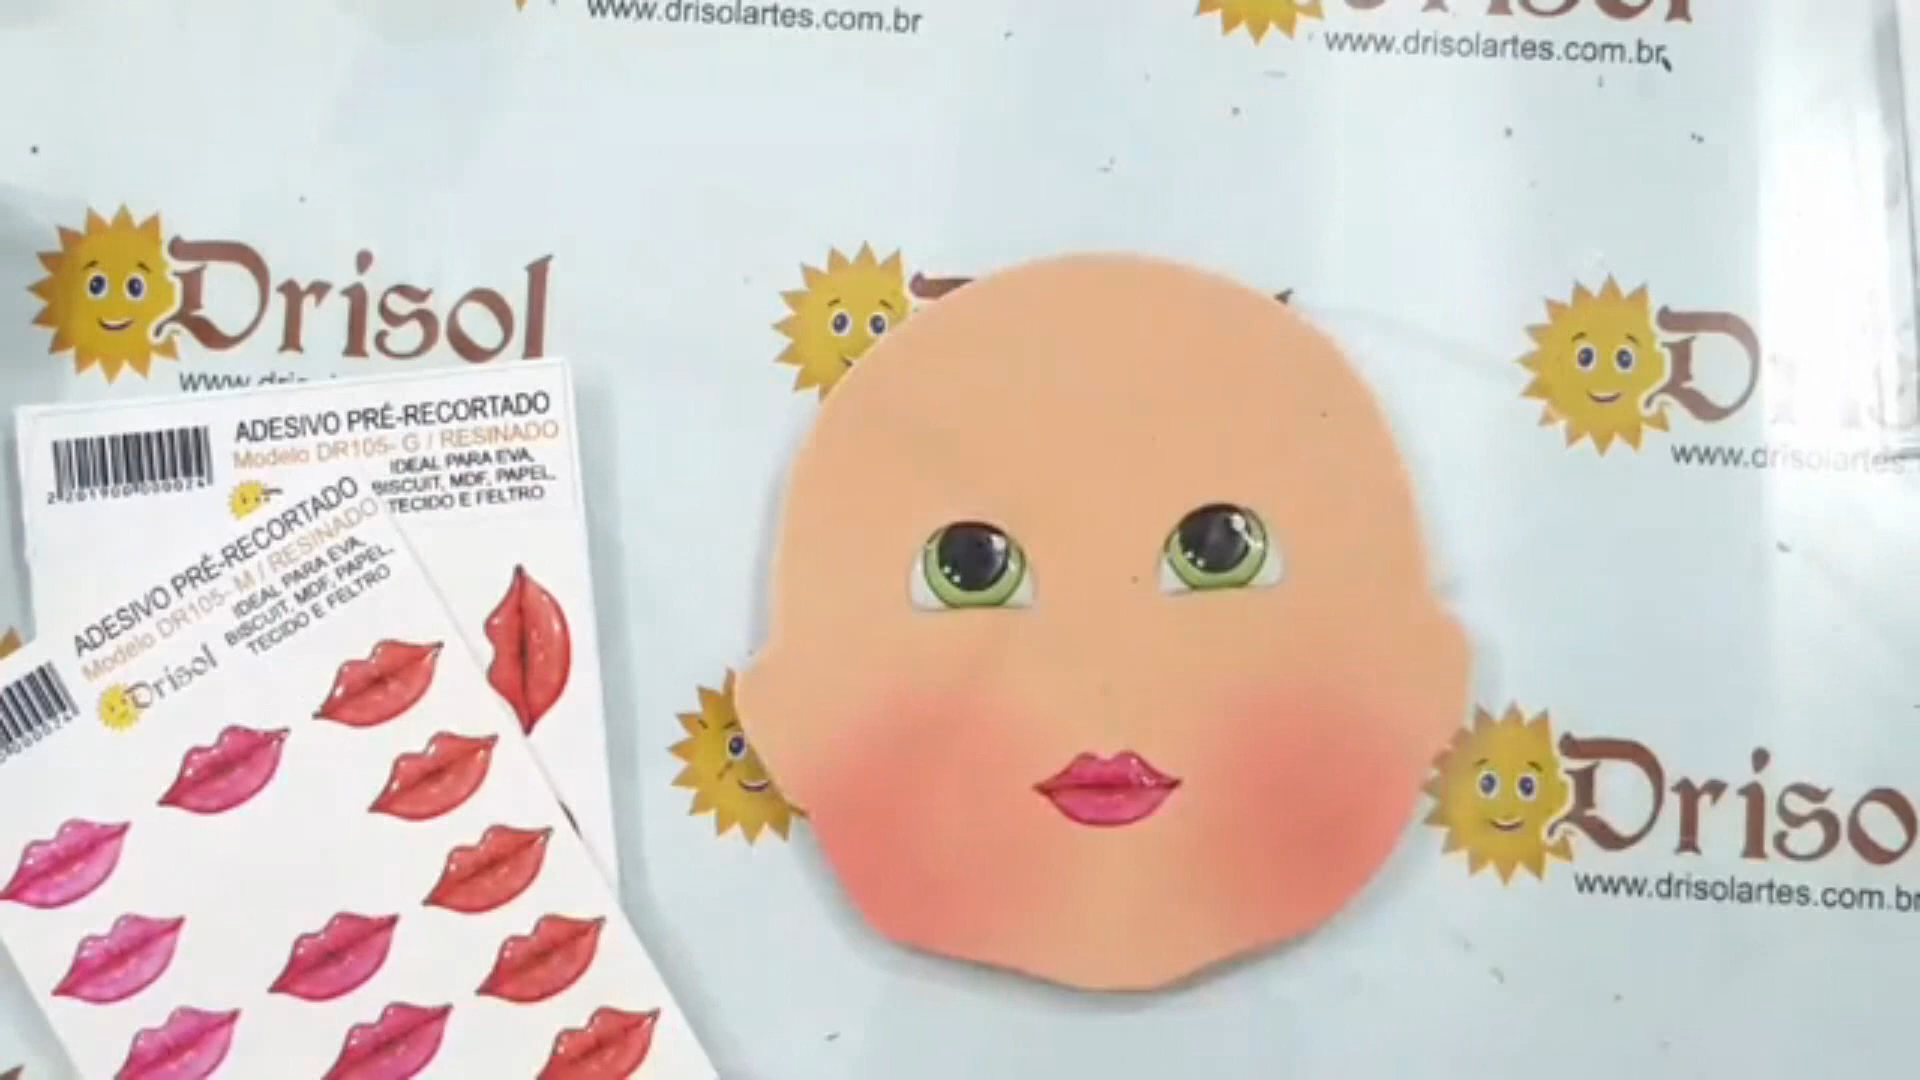 www.drisolartes.com.br
www.drisolartes.com.br
Drisol
Drisol
www.drisolartes.
ADESIVO PRÉ-RECORTADO
Modelo DR105- G / RESINADO
IDEAL PARA EVA,
BISCUIT, MDF, PAPEL,
TECIDO E FELTRO
ADESIVO PRÉ-RECORTADO
Modelo DR105- M / RESINADO
IDEAL PARA EVA,
BISCUIT, MDF, PAPEL,
TECIDO E FELTRO
Drisol
Driso
www.drisolartes.com.br